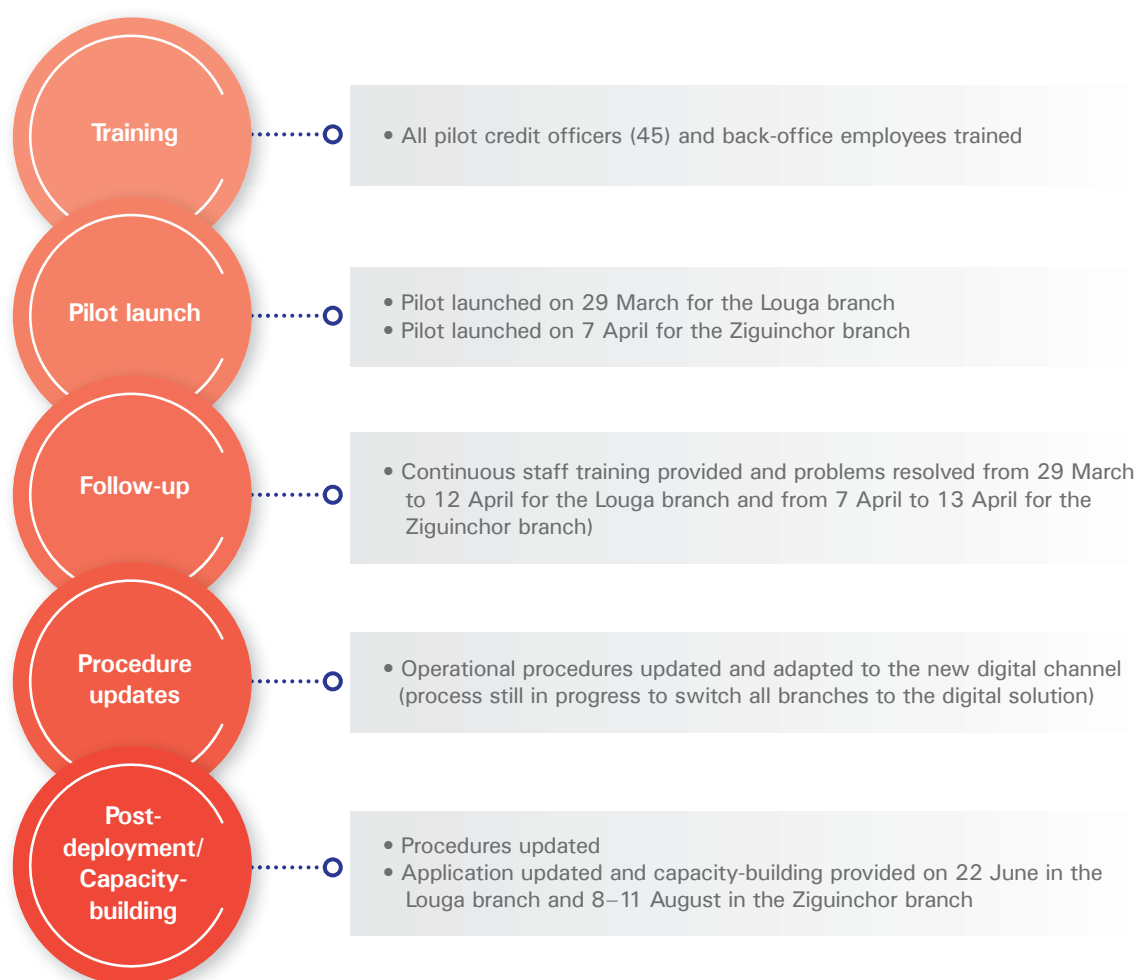 Training
• All pilot credit officers (45) and back-office employees trained
Pilot launch
• Pilot launched on 29 March for the Louga branch
• Pilot launched on 7 April for the Ziguinchor branch
Follow-up
• Continuous staff training provided and problems resolved from 29 March
to 12 April for the Louga branch and from 7 April to 13 April for the
Ziguinchor branch)
Procedure
updates
• Operational procedures updated and adapted to the new digital channel
(process still in progress to switch all branches to the digital solution)
Post-
deployment/
Capacity-
building
• Procedures updated
• Application updated and capacity-building provided on 22 June in the
Louga branch and 8–11 August in the Ziguinchor branch